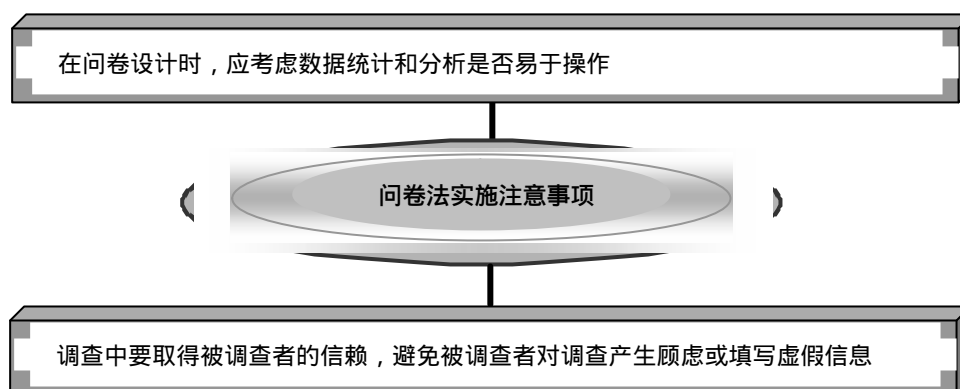 在问卷设计时，应考虑数据统计和分析是否易于操作
问卷法实施注意事项
调查中要取得被调查者的信赖，避免被调查者对调查产生顾虑或填写虚假信息